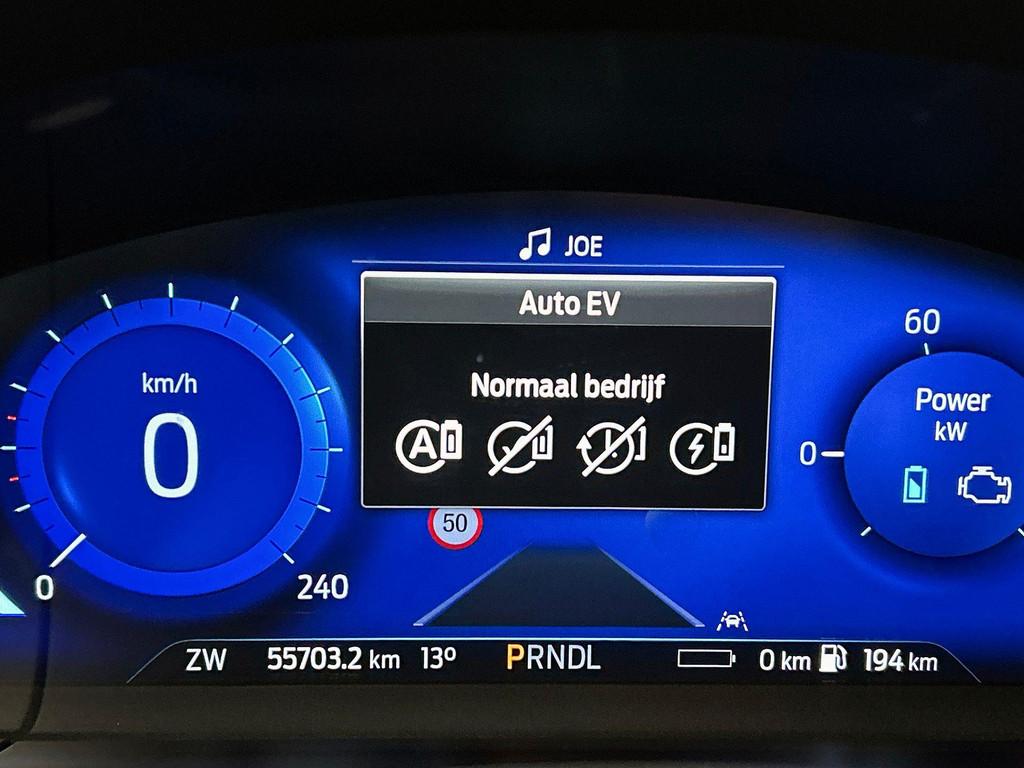 JOE
Auto EV
Normaal bedrijf
A
km/h
0
0
240
50
60
Power
kW
0
ZW 55703.2 km 13º PRNDL 0 km 194 km